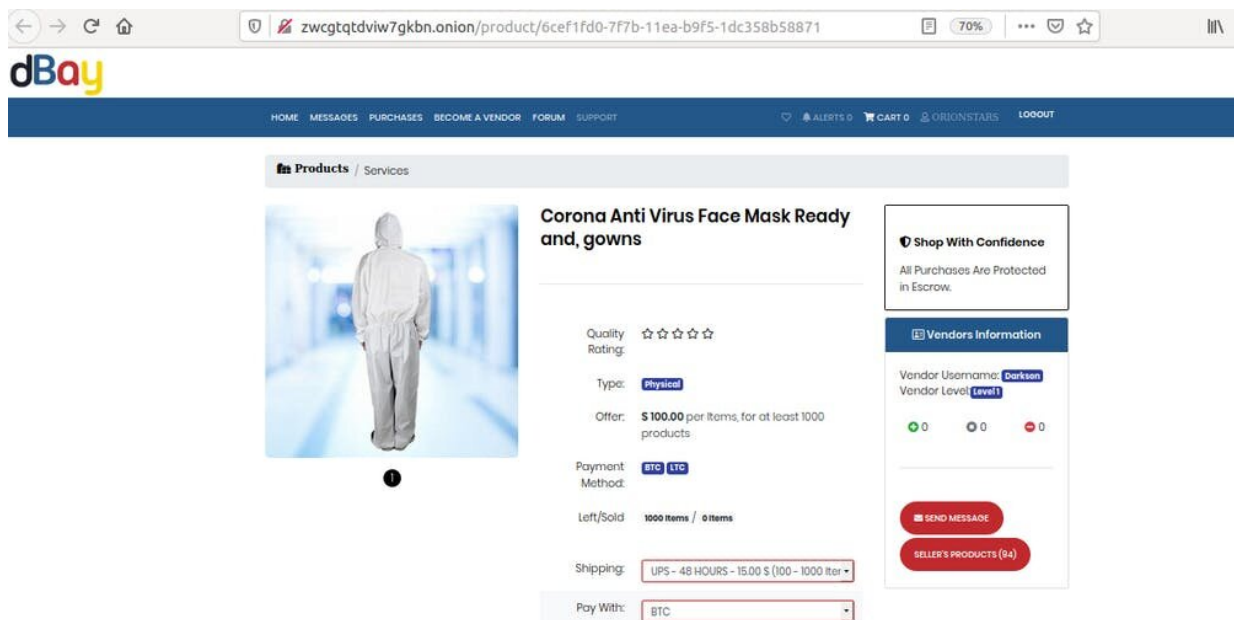 zwcgtqtdviw7gkbn.onion/product/6cef1fd0-7f7b-11ea-b9f5-1dc358b58871
70%
dBay
HOME MESSAGES PURCHASES BECOME A VENDOR FORUM SUPPORT ALERTS 0 CART 0 ORIONSTARS LOGOUT
Products / Services
Corona Anti Virus Face Mask Ready
and, gowns
Quality
Rating:
Type: Physical
Offer: $ 100.00 per Items, for at least 1000
products
Payment
Method: BTC LTC
Left/Sold 1000 Items / 0 Items
Shipping: UPS - 48 HOURS - 15.00 $ (100 - 1000 Iter
Pay With: BTC
1
Shop With Confidence
All Purchases Are Protected
in Escrow.
Vendors Information
Vendor Username: Darkson
Vendor Level: Level 1
0 0 0
SEND MESSAGE
SELLER'S PRODUCTS (94)